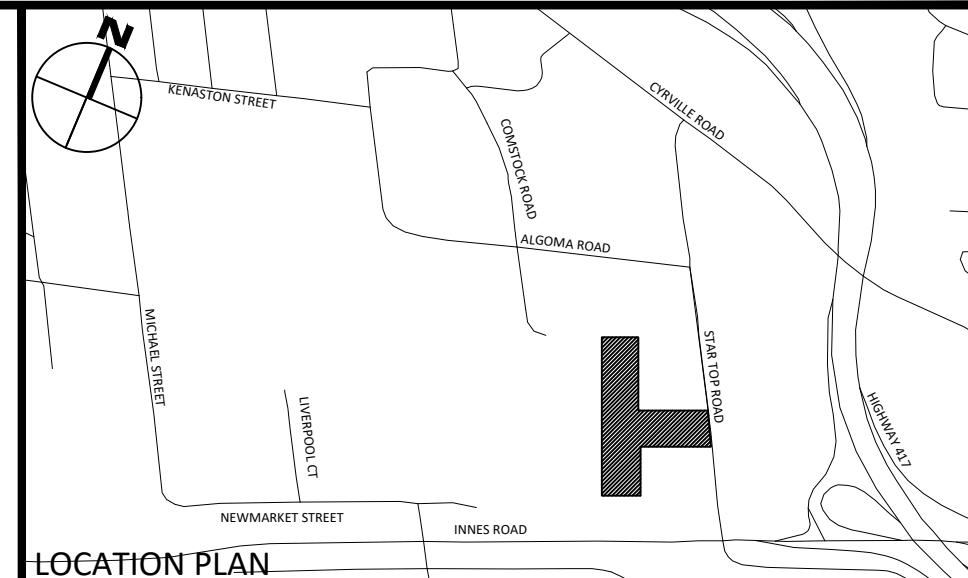 N
KENASTON STREET
CYRVILLE ROAD
COMSTOCK ROAD
ALGOMA ROAD
MICHAEL STREET
STAR TOP ROAD
LIVERPOOL CT
HIGHWAY 417
NEWMARKET STREET
INNES ROAD
LOCATION PLAN